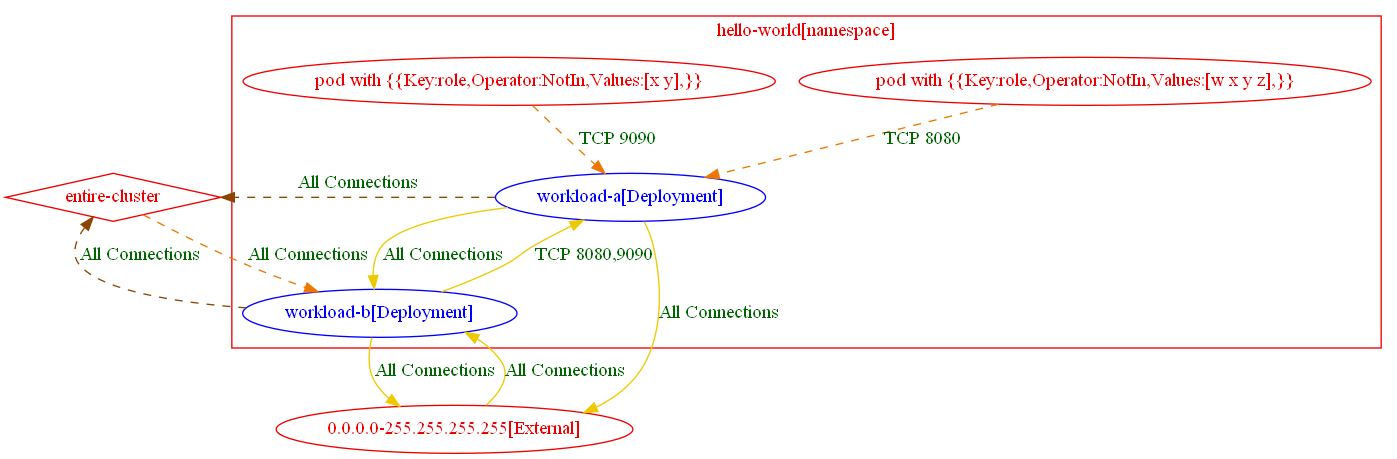 hello-world[namespace]
pod with {{Key:role,Operator:NotIn,Values:[x y],}}
pod with {{Key:role,Operator:NotIn,Values:[w x y z],}}
TCP 9090
TCP 8080
All Connections
entire-cluster
workload-a[Deployment]
All Connections
All Connections
All Connections
TCP 8080,9090
workload-b[Deployment]
All Connections
All Connections
All Connections
0.0.0.0-255.255.255.255[External]